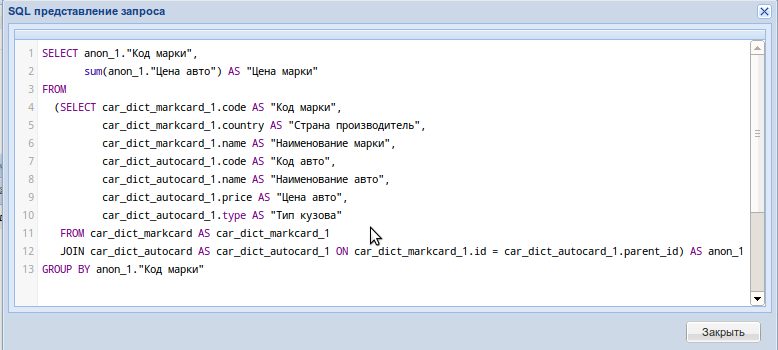 SQL представление запроса
1 SELECT anon_1."Код марки",
2 sum(anon_1."Цена авто") AS "Цена марки"
3 FROM
4 (SELECT car_dict_markcard_1.code AS "Код марки",
5 car_dict_markcard_1.country AS "Страна производитель",
6 car_dict_markcard_1.name AS "Наименование марки",
7 car_dict_autocard_1.code AS "Код авто",
8 car_dict_autocard_1.name AS "Наименование авто",
9 car_dict_autocard_1.price AS "Цена авто",
10 car_dict_autocard_1.type AS "Тип кузова"
11 FROM car_dict_markcard AS car_dict_markcard_1
12 JOIN car_dict_autocard AS car_dict_autocard_1 ON car_dict_markcard_1.id = car_dict_autocard_1.parent_id) AS anon_1
13 GROUP BY anon_1."Код марки"
Закрыть